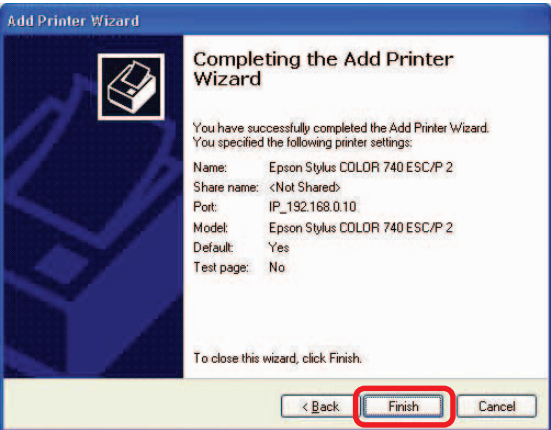 Add Printer Wizard
Completing the Add Printer
Wizard
You have successfully completed the Add Printer Wizard.
You specified the following printer settings:
Name: Epson Stylus COLOR 740 ESC/P 2
Share name: <Not Shared>
Port: IP_192.168.0.10
Model: Epson Stylus COLOR 740 ESC/P 2
Default: Yes
Test page: No
To close this wizard, click Finish.
< Back Finish Cancel